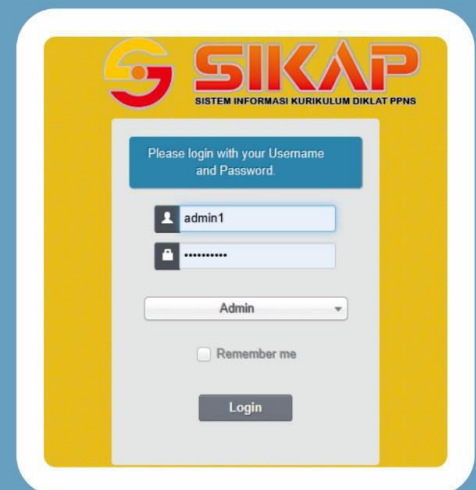 SIKAP
SISTEM INFORMASI KURIKULUM DIKLAT PPNS
Please login with your Username
and Password.
admin1
••••••••••
Admin
Remember me
Login